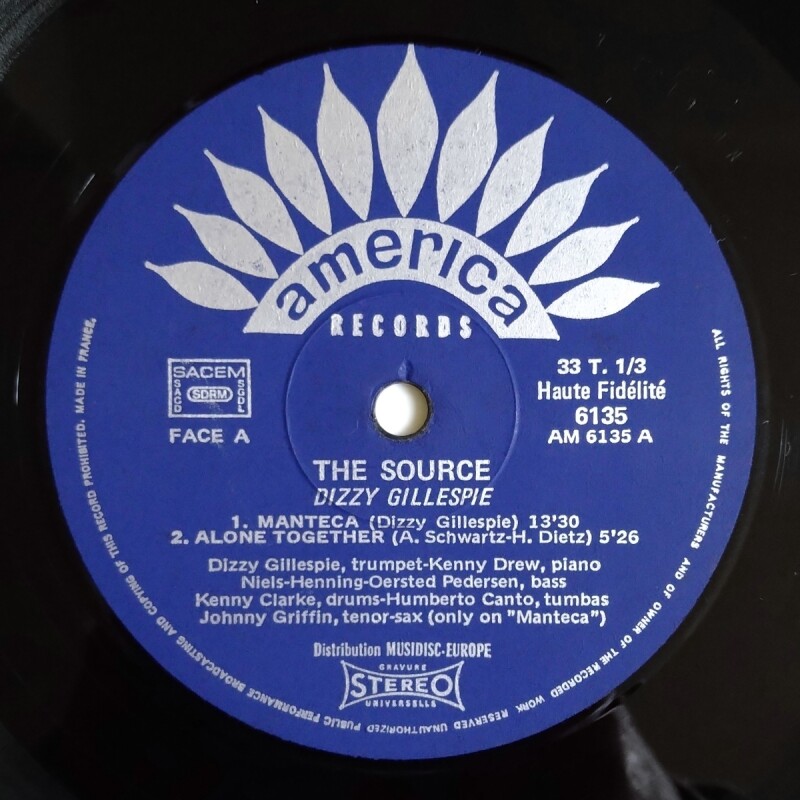 america
RECORDS
SACEM
SACD
SDRM
SGDL
FACE A
33 T. 1/3
Haute Fidélité
6135
AM 6135 A
THE SOURCE
DIZZY GILLESPIE
1. MANTECA (Dizzy Gillespie) 13'30
2. ALONE TOGETHER (A. Schwartz-H. Dietz) 5'26
Dizzy Gillespie, trumpet-Kenny Drew, piano
Niels-Henning-Oersted Pedersen, bass
Kenny Clarke, drums-Humberto Canto, tumbas
Johnny Griffin, tenor-sax (only on "Manteca")
Distribution MUSIDISC-EUROPE
GRAVURE
STEREO
UNIVERSELLE
ALL RIGHTS OF THE MANUFACTURERS AND OF OWNER OF THE RECORDED WORK RESERVED UNAUTHORIZED PUBLIC PERFORMANCE BROADCASTING AND COPYING OF THIS RECORD PROHIBITED. MADE IN FRANCE.